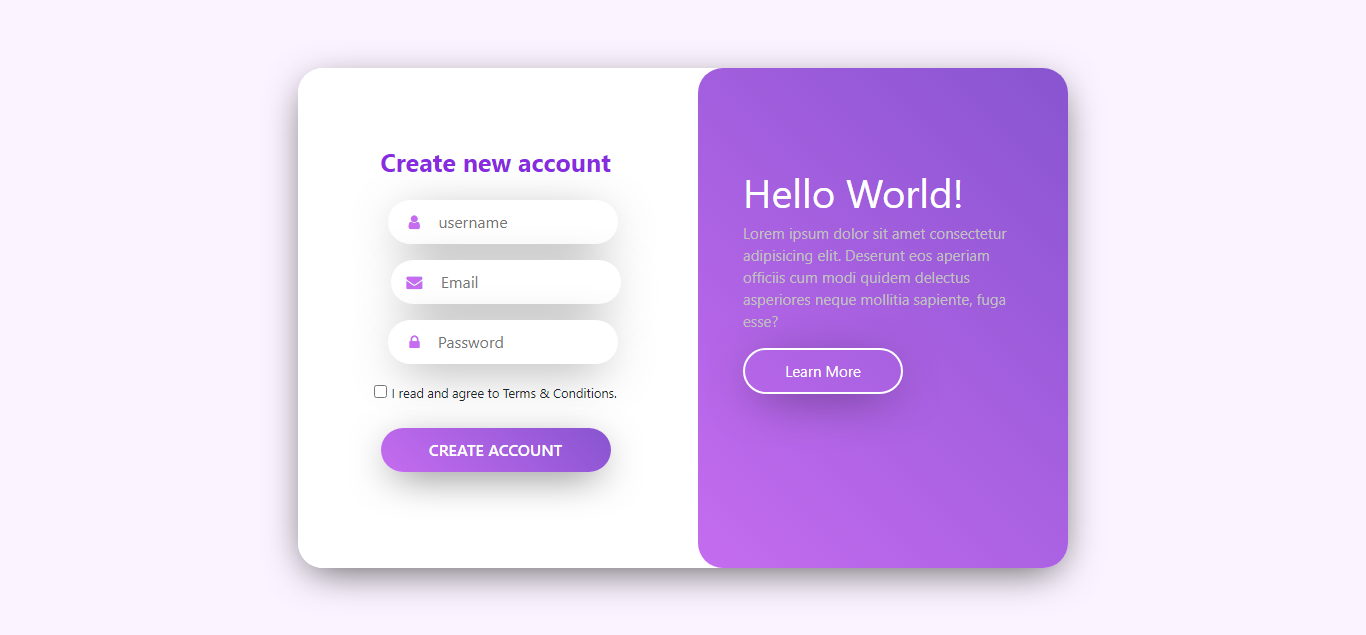 Create new account
username
Email
Password
I read and agree to Terms & Conditions.
CREATE ACCOUNT
Hello World!
Lorem ipsum dolor sit amet consectetur
adipisicing elit. Deserunt eos aperiam
officiis cum modi quidem delectus
asperiores neque mollitia sapiente, fuga
esse?
Learn More